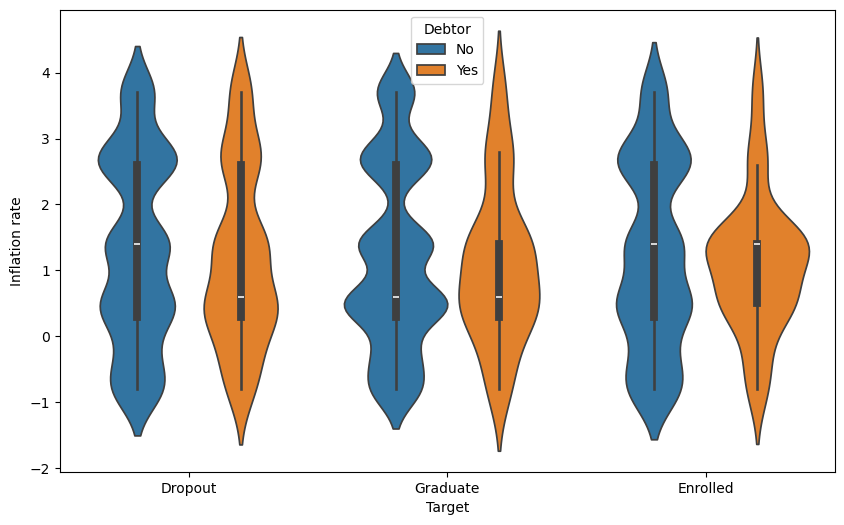 Debtor
No
Yes
4
3
2
1
0
−1
−2
Inflation rate
Dropout
Graduate
Enrolled
Target